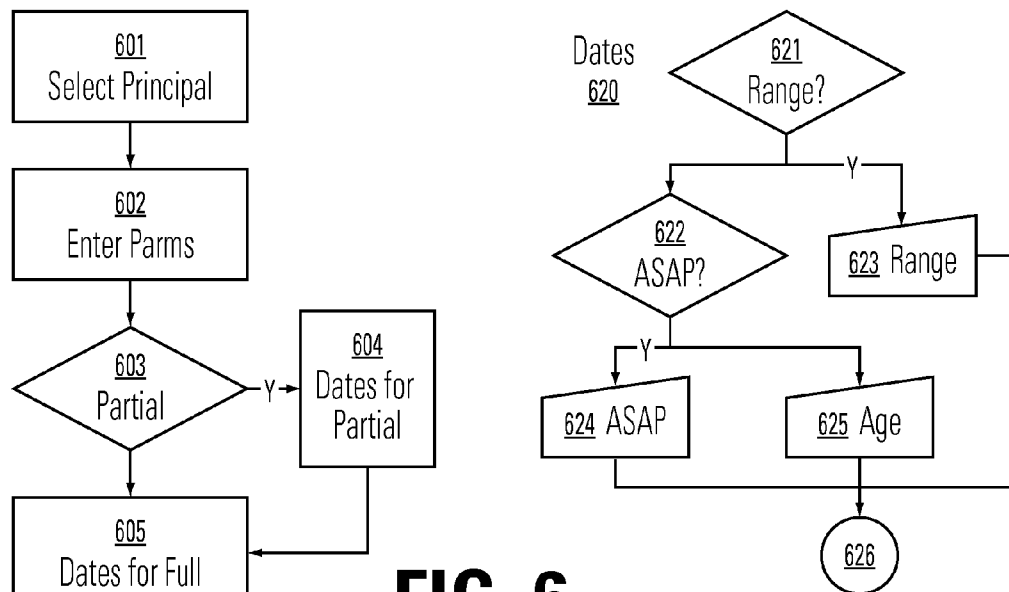 601
Select Principal
602
Enter Parms
603
Partial
Y
604
Dates for
Partial
605
Dates for Full
Dates
620
621
Range?
Y
622
ASAP?
623 Range
Y
624 ASAP
625 Age
626
FIG. 6